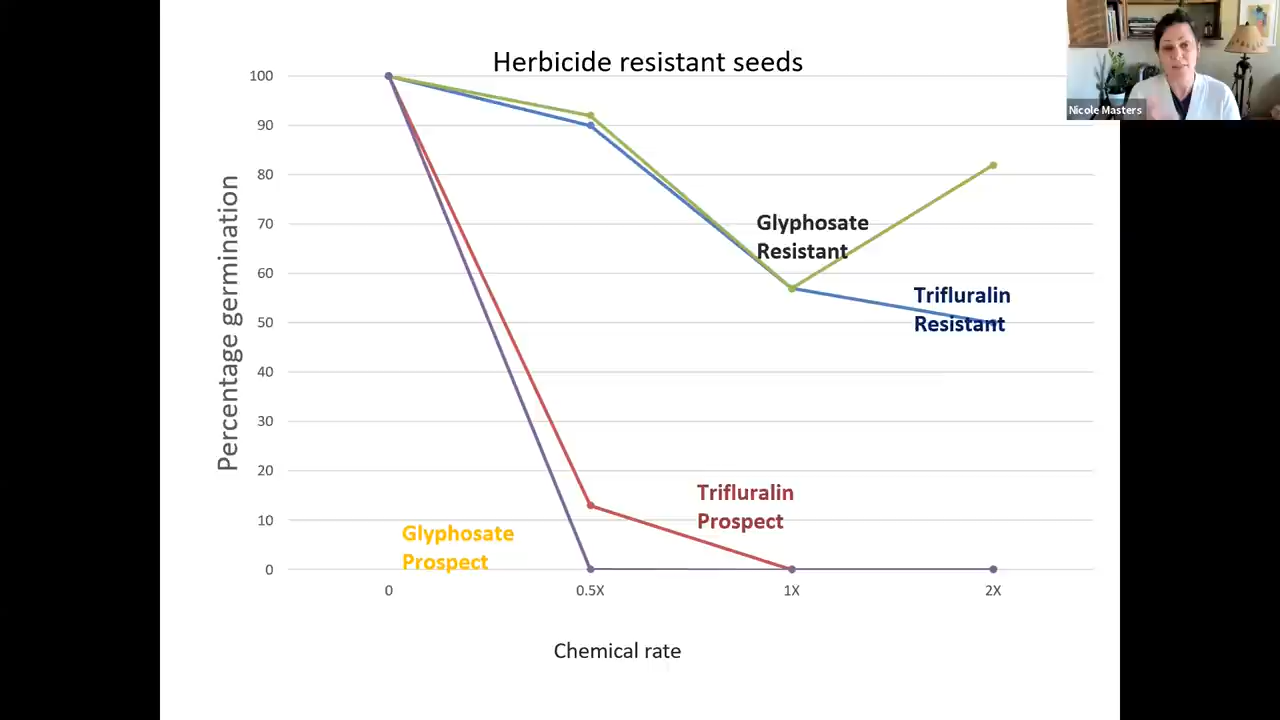 Herbicide resistant seeds
Nicole Masters
Percentage germination
100
90
80
70
60
50
40
30
20
10
0
Glyphosate
Resistant
Trifluralin
Resistant
Trifluralin
Prospect
Glyphosate
Prospect
0
0.5X
1X
2X
Chemical rate